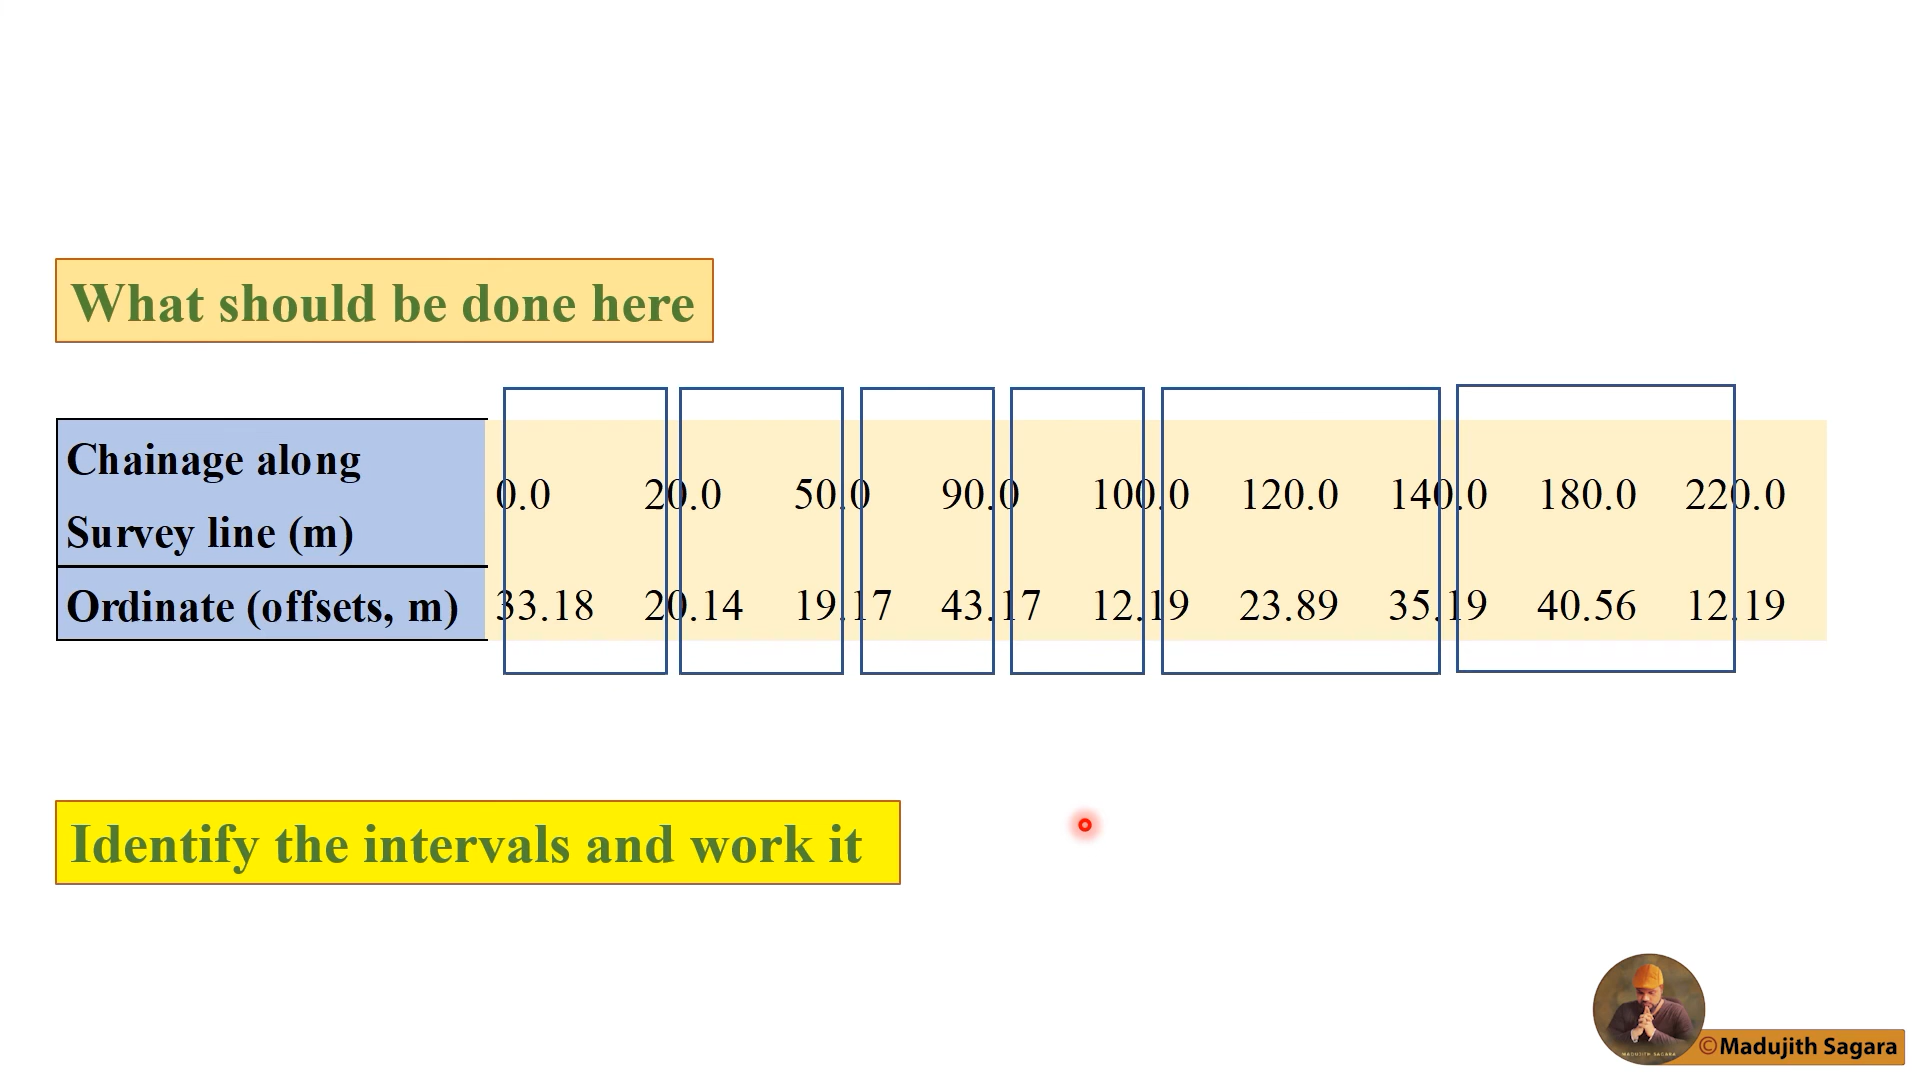 What should be done here
Chainage along
Survey line (m)
0.0 20.0 50.0 90.0 100.0 120.0 140.0 180.0 220.0
Ordinate (offsets, m) 33.18 20.14 19.17 43.17 12.19 23.89 35.19 40.56 12.19
Identify the intervals and work it
MADUJITH SAGARA
©Madujith Sagara